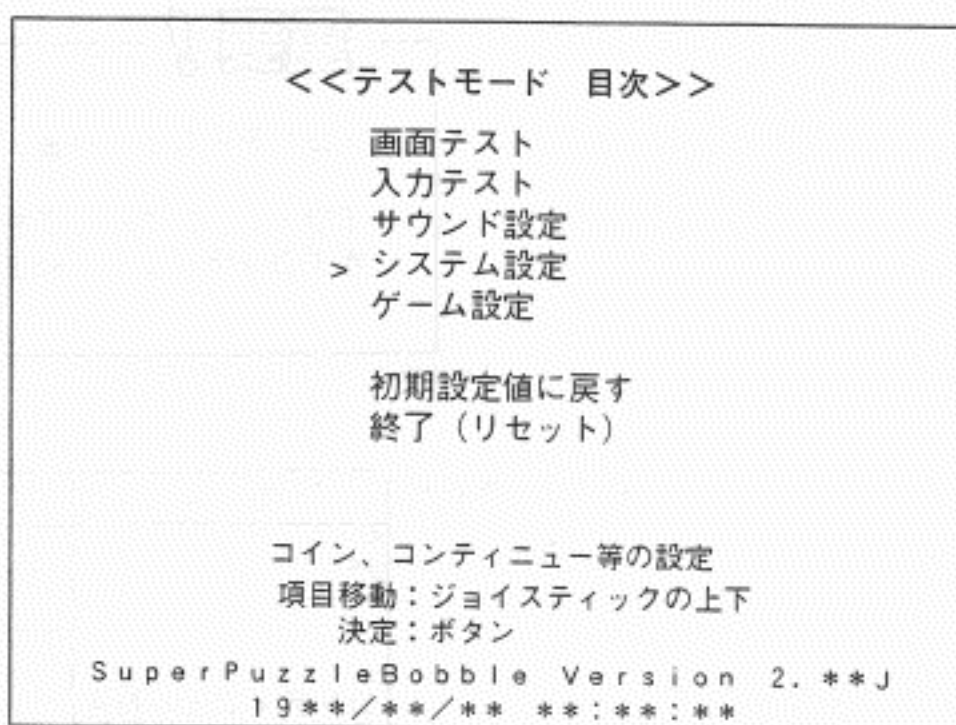 <<テストモード 目次>>
画面テスト
入力テスト
サウンド設定
> システム設定
ゲーム設定
初期設定値に戻す
終了（リセット）
コイン、コンティニュー等の設定
項目移動：ジョイスティックの上下
決定：ボタン
SuperPuzzleBobble Version 2.**J
19**/**/** **:**:**